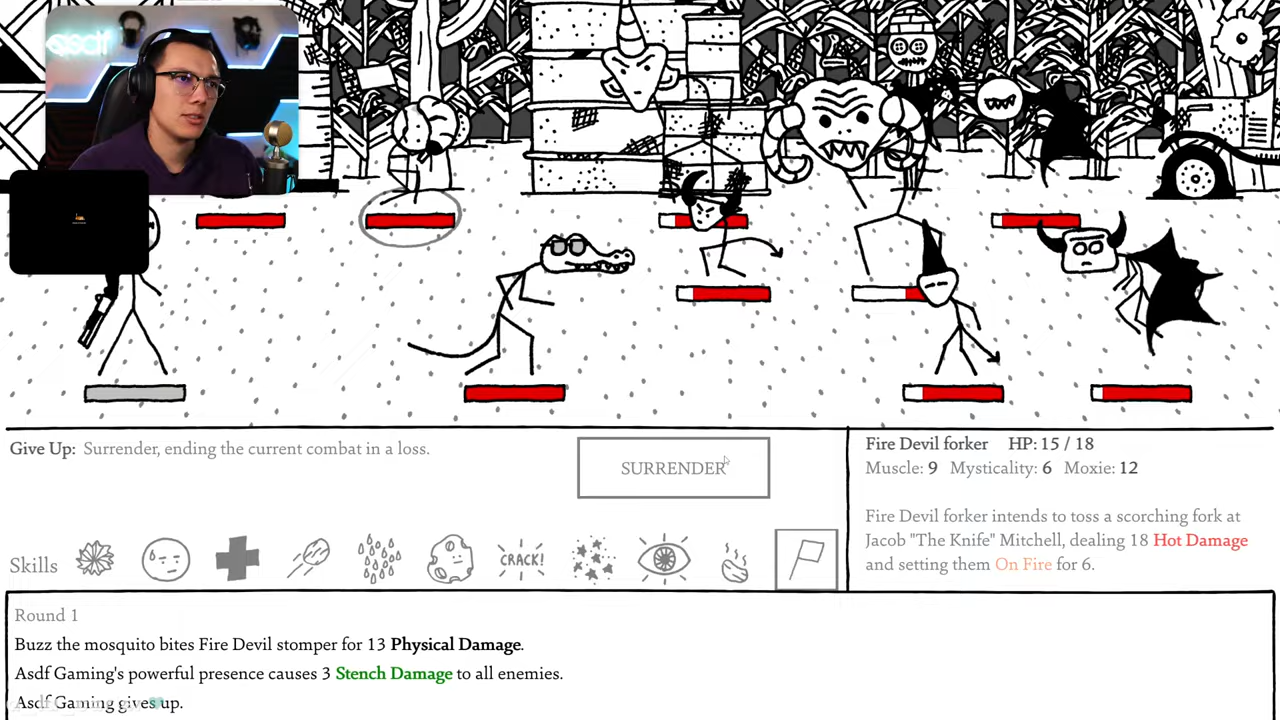 asdf
Give Up: Surrender, ending the current combat in a loss.
SURRENDER
Fire Devil forker HP: 15 / 18
Muscle: 9 Mysticality: 6 Moxie: 12
Fire Devil forker intends to toss a scorching fork at
Jacob "The Knife" Mitchell, dealing 18 Hot Damage
and setting them On Fire for 6.
Skills
CRACK!
Round 1
Buzz the mosquito bites Fire Devil stomper for 13 Physical Damage.
Asdf Gaming's powerful presence causes 3 Stench Damage to all enemies.
Asdf Gaming gives up.